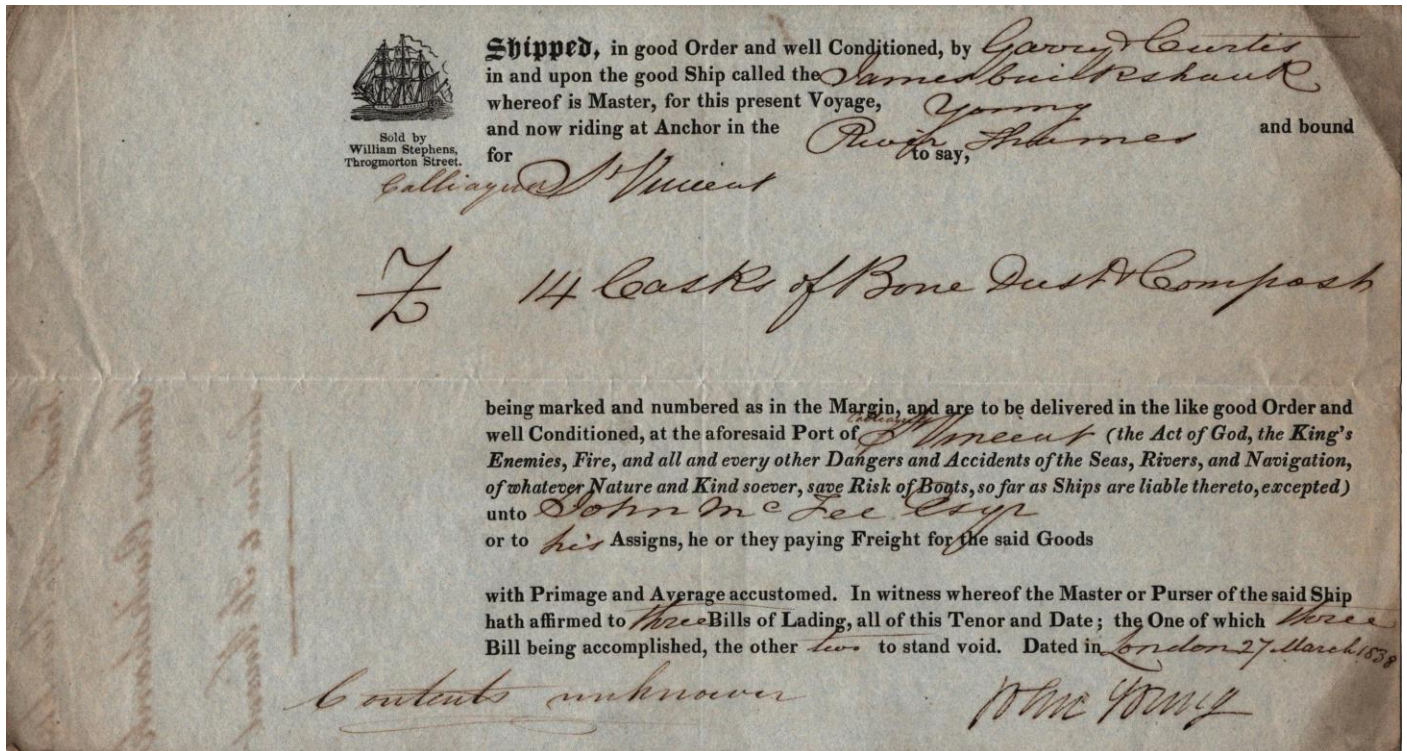 Shipped, in good Order and well Conditioned, by Garry & Curtis
in and upon the good Ship called the James Cruikshank
whereof is Master, for this present Voyage, Young
and now riding at Anchor in the River Thames and bound
for to say,
Calliaqua St Vincent
Sold by
William Stephens,
Throgmorton Street.
14 Casks of Bone Dust & Compost
being marked and numbered as in the Margin, and are to be delivered in the like good Order and
Calliaqua
well Conditioned, at the aforesaid Port of St Vincent (the Act of God, the King's
Enemies, Fire, and all and every other Dangers and Accidents of the Seas, Rivers, and Navigation,
of whatever Nature and Kind soever, save Risk of Boats, so far as Ships are liable thereto, excepted)
unto John Mc Fee Esqr
or to his Assigns, he or they paying Freight for the said Goods
with Primage and Average accustomed. In witness whereof the Master or Purser of the said Ship
hath affirmed to three Bills of Lading, all of this Tenor and Date; the One of which three
Bill being accomplished, the other two to stand void. Dated in London 27 March 1838
Contents unknown
John Young